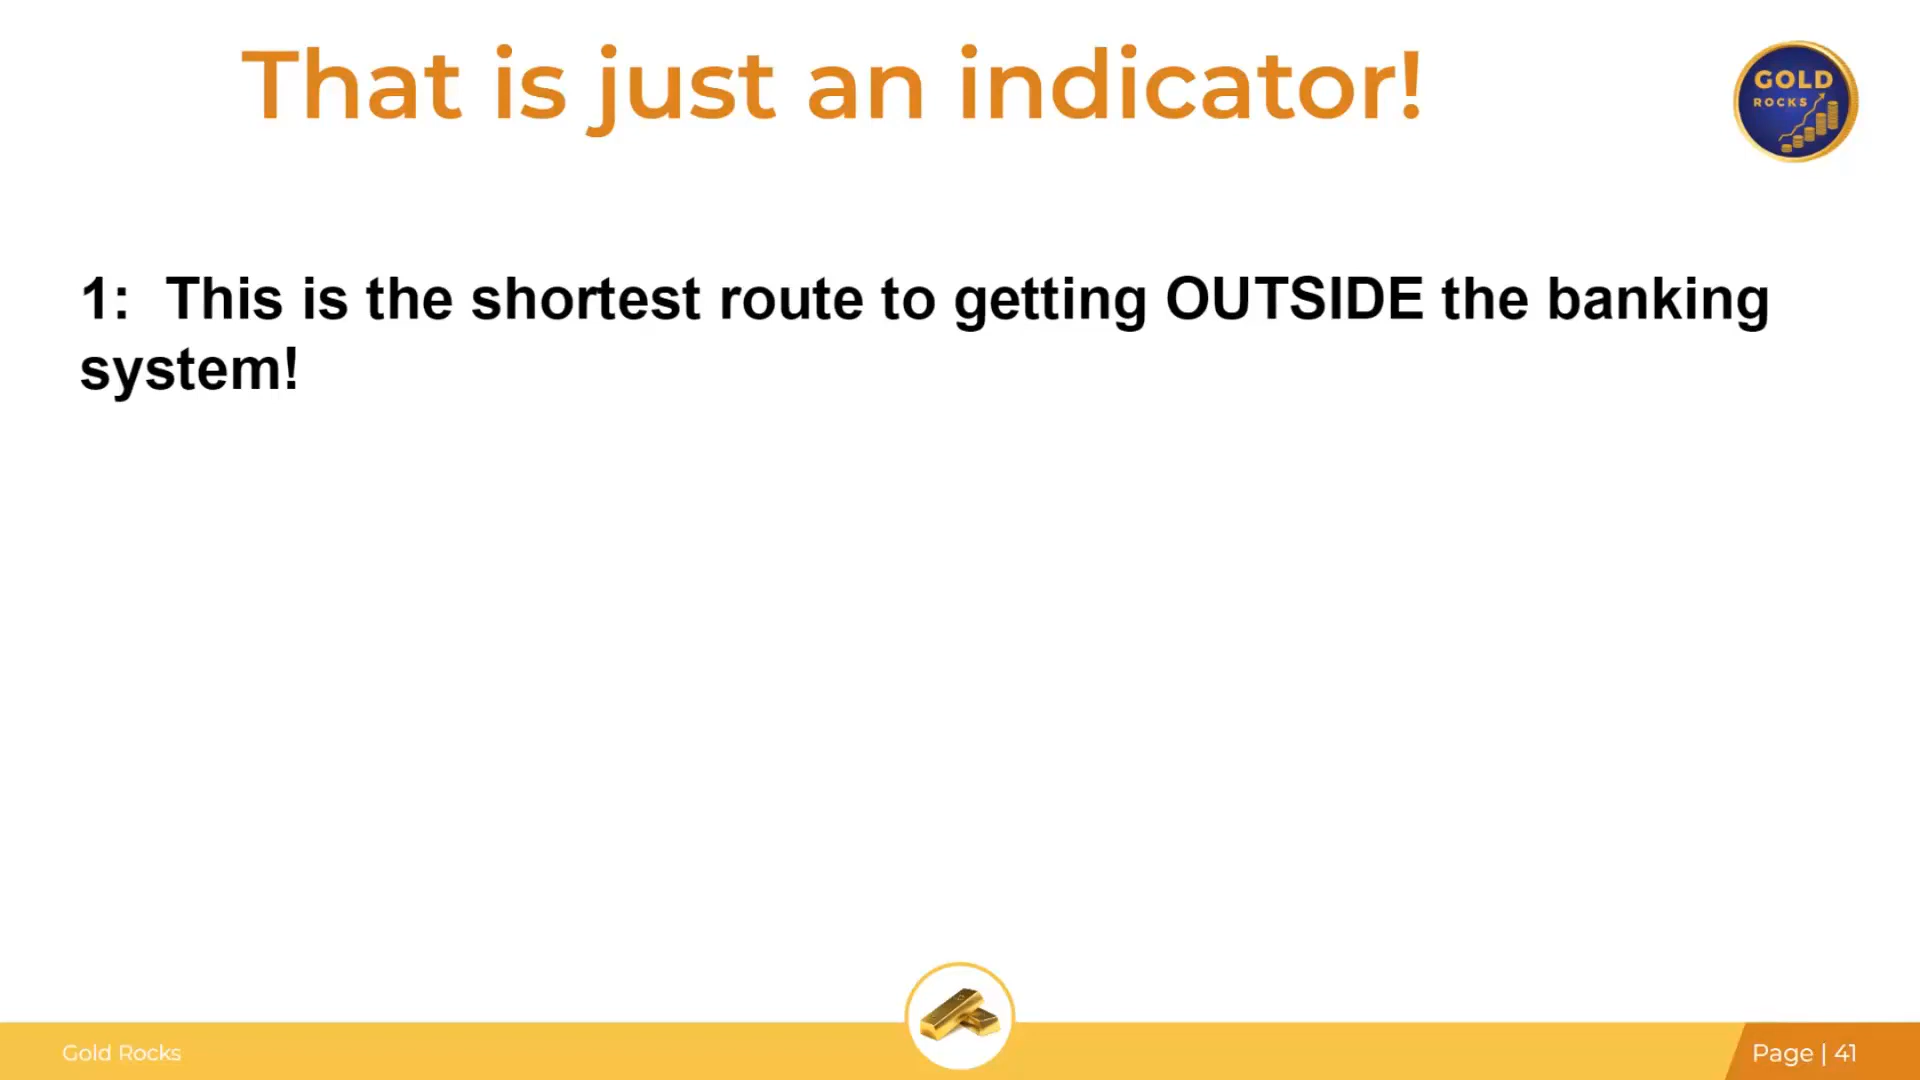 That is just an indicator!
GOLD
ROCKS
1: This is the shortest route to getting OUTSIDE the banking
system!
Gold Rocks
Page | 41